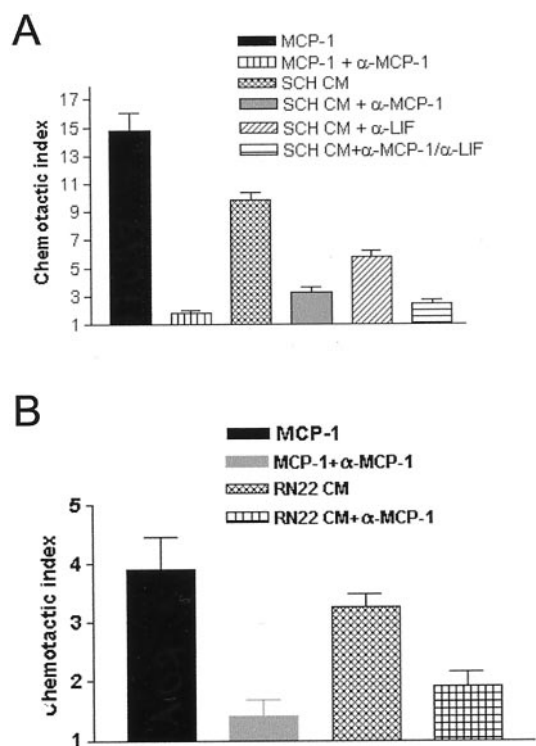 A
MCP-1
MCP-1 + α-MCP-1
SCH CM
SCH CM + α-MCP-1
SCH CM + α-LIF
SCH CM+α-MCP-1/α-LIF
Chemotactic index
17
15
13
11
9
7
5
3
1
B
MCP-1
MCP-1+α-MCP-1
RN22 CM
RN22 CM+α-MCP-1
Chemotactic index
5
4
3
2
1